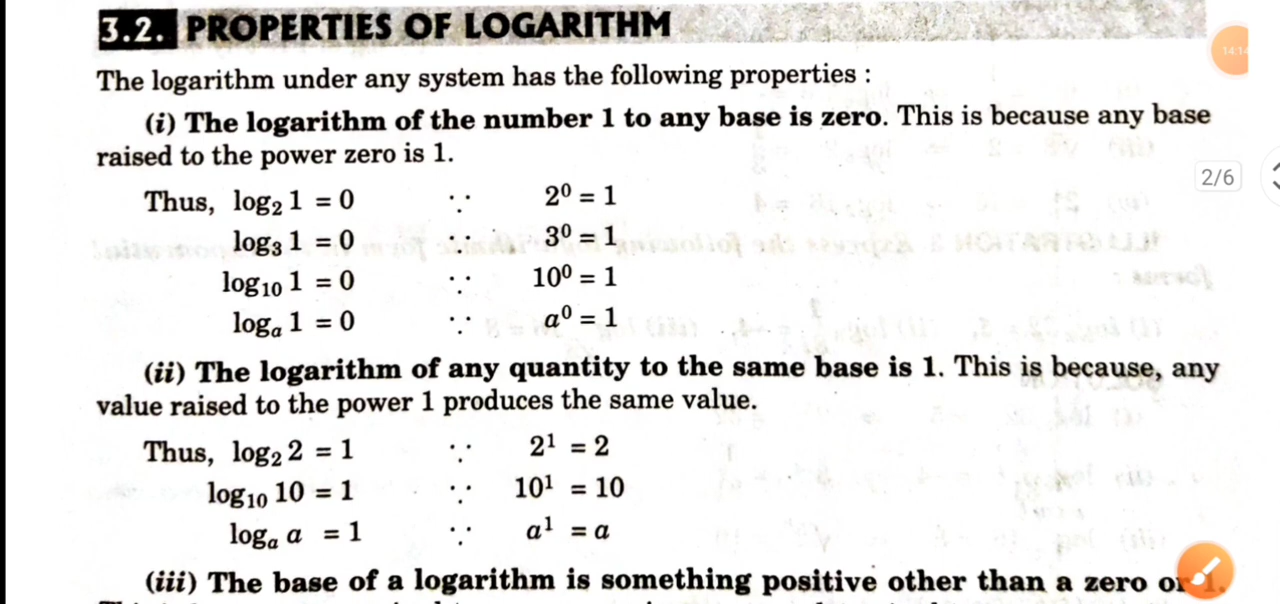 3.2. PROPERTIES OF LOGARITHM
14:14
The logarithm under any system has the following properties :
(i) The logarithm of the number 1 to any base is zero. This is because any base
raised to the power zero is 1.
2/6
Thus, log₂ 1 = 0 ∵ 2⁰ = 1
log₃ 1 = 0 ∵ 3⁰ = 1
log₁₀ 1 = 0 ∵ 10⁰ = 1
logₐ 1 = 0 ∵ a⁰ = 1
(ii) The logarithm of any quantity to the same base is 1. This is because, any
value raised to the power 1 produces the same value.
Thus, log₂ 2 = 1 ∵ 2¹ = 2
log₁₀ 10 = 1 ∵ 10¹ = 10
logₐ a = 1 ∵ a¹ = a
(iii) The base of a logarithm is something positive other than a zero or 1.